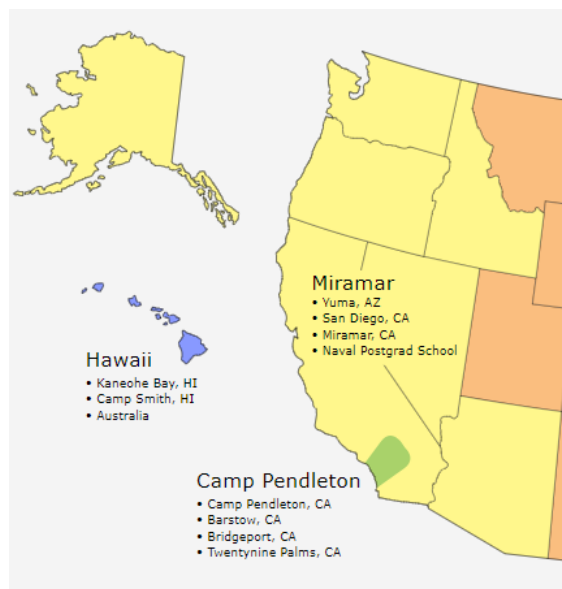 Miramar
• Yuma, AZ
• San Diego, CA
• Miramar, CA
• Naval Postgrad School
Hawaii
• Kaneohe Bay, HI
• Camp Smith, HI
• Australia
Camp Pendleton
• Camp Pendleton, CA
• Barstow, CA
• Bridgeport, CA
• Twentynine Palms, CA